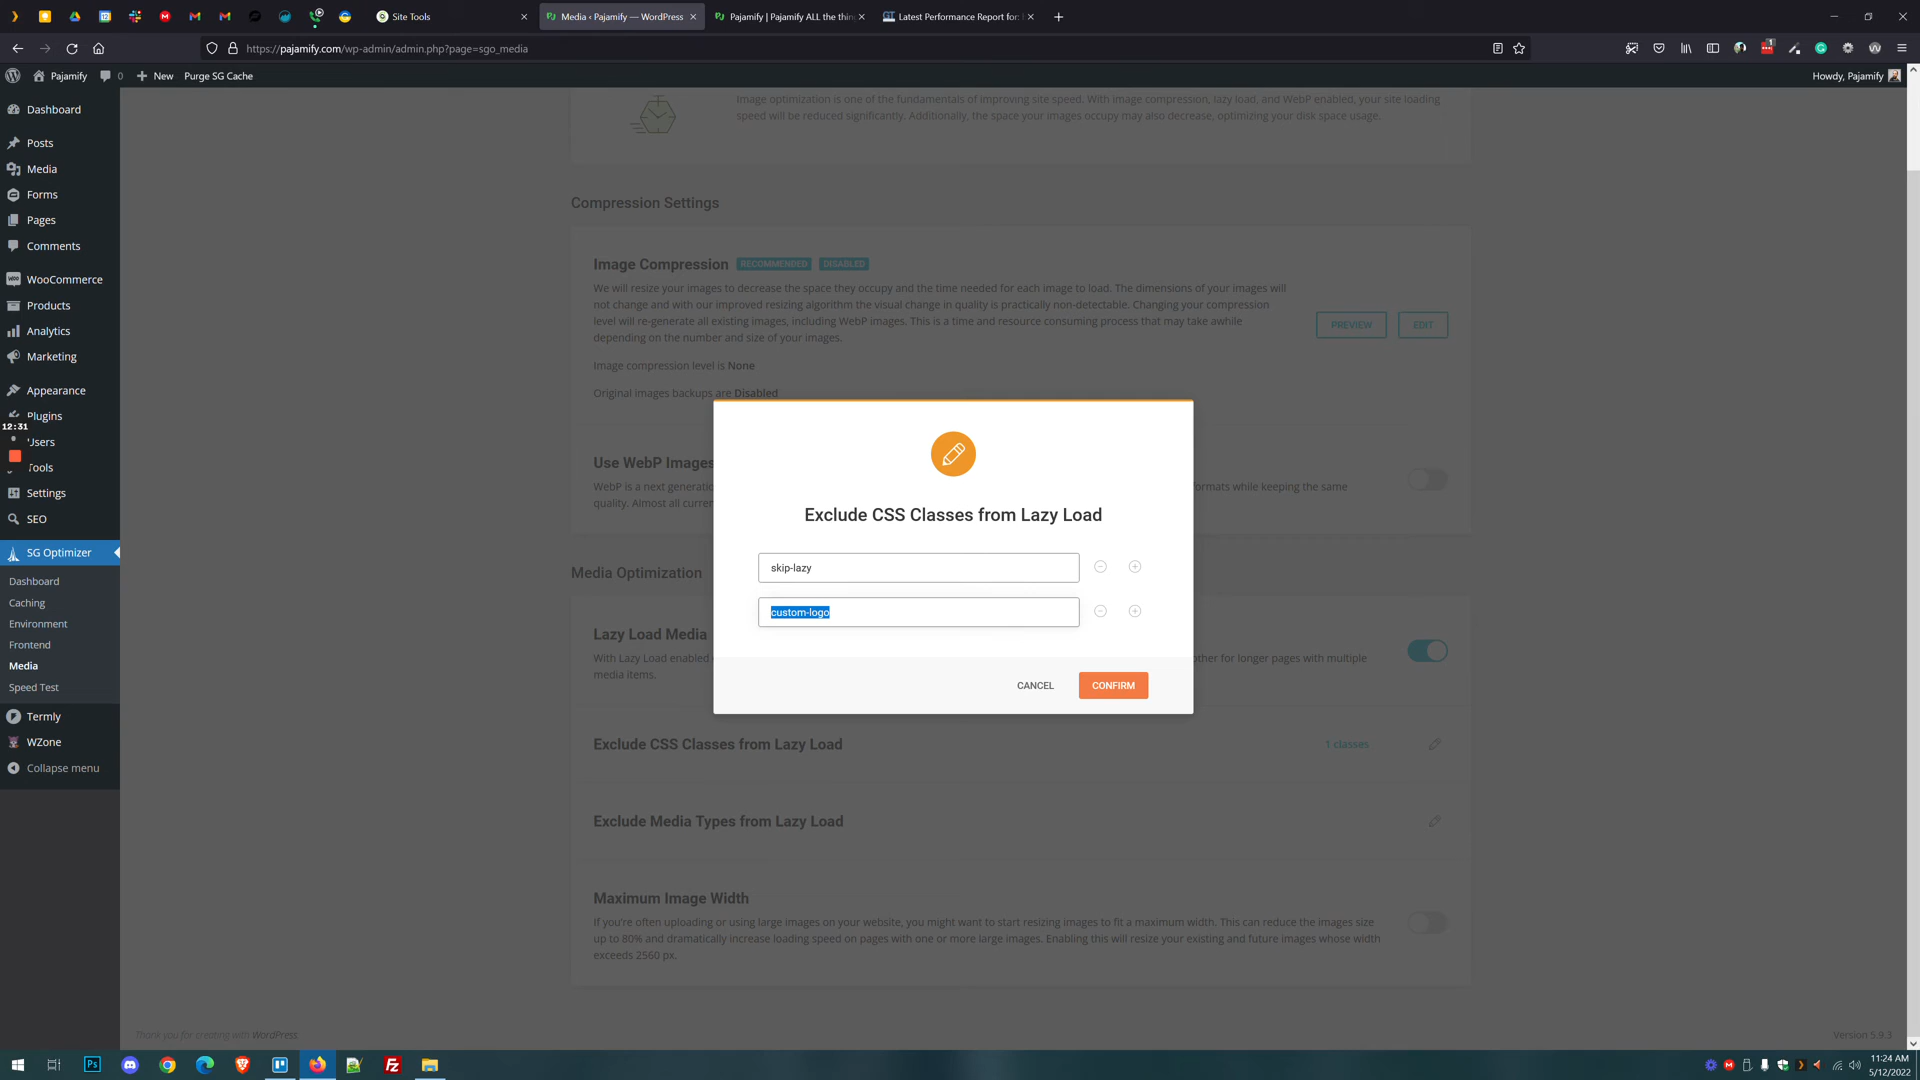 Site Tools
Media ‹ Pajamify — WordPress
Pajamify | Pajamify ALL the thin
Latest Performance Report for:
https://pajamify.com/wp-admin/admin.php?page=sgo_media
Pajamify
0
New
Purge SG Cache
Howdy, Pajamify
Dashboard
Posts
Media
Forms
Pages
Comments
WooCommerce
Products
Analytics
Marketing
Appearance
Plugins
12:31
Users
Tools
Settings
SEO
SG Optimizer
Dashboard
Caching
Environment
Frontend
Media
Speed Test
Termly
WZone
Collapse menu
Image optimization is one of the fundamentals of improving site speed. With image compression, lazy load, and WebP enabled, your site loading
speed will be reduced significantly. Additionally, the space your images occupy may also decrease, optimizing your disk space usage.
Compression Settings
Image Compression RECOMMENDED DISABLED
We will resize your images to decrease the space they occupy and the time needed for each image to load. The dimensions of your images will
not change and with our improved resizing algorithm the visual change in quality is practically non-detectable. Changing your compression
level will re-generate all existing images, including WebP images. This is a time and resource consuming process that may take awhile
depending on the number and size of your images.
PREVIEW
EDIT
Image compression level is None
Original images backups are Disabled
Use WebP Images
WebP is a next generatio
ormats while keeping the same
quality. Almost all curren
Exclude CSS Classes from Lazy Load
skip-lazy
custom-logo
CANCEL
CONFIRM
Media Optimization
Lazy Load Media
With Lazy Load enabled
other for longer pages with multiple
media items.
Exclude CSS Classes from Lazy Load
1 classes
Exclude Media Types from Lazy Load
Maximum Image Width
If you're often uploading or using large images on your website, you might want to start resizing images to fit a maximum width. This can reduce the images size
up to 80% and dramatically increase loading speed on pages with one or more large images. Enabling this will resize your existing and future images whose width
exceeds 2560 px.
Thank you for creating with WordPress
Version 5.9.3
11:24 AM
5/12/2022